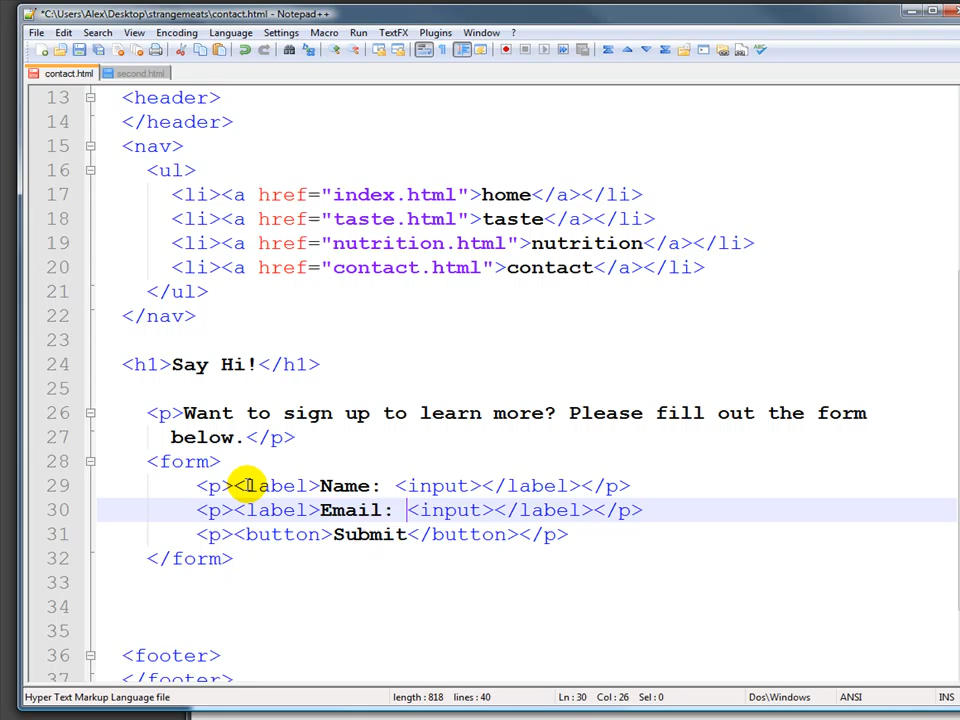 *C:\Users\Alex\Desktop\strangemeats\contact.html - Notepad++
File Edit Search View Encoding Language Settings Macro Run TextFX Plugins Window ?
contact.html second.html
13 <header>
14 </header>
15 <nav>
16 <ul>
17 <li><a href="index.html">home</a></li>
18 <li><a href="taste.html">taste</a></li>
19 <li><a href="nutrition.html">nutrition</a></li>
20 <li><a href="contact.html">contact</a></li>
21 </ul>
22 </nav>
23
24 <h1>Say Hi!</h1>
25
26 <p>Want to sign up to learn more? Please fill out the form
27 below.</p>
28 <form>
29 <p><label>Name: <input></label></p>
30 <p><label>Email: <input></label></p>
31 <p><button>Submit</button></p>
32 </form>
33
34
35
36 <footer>
37 </footer>
Hyper Text Markup Language file length : 818 lines : 40 Ln : 30 Col : 26 Sel : 0 Dos\Windows ANSI INS